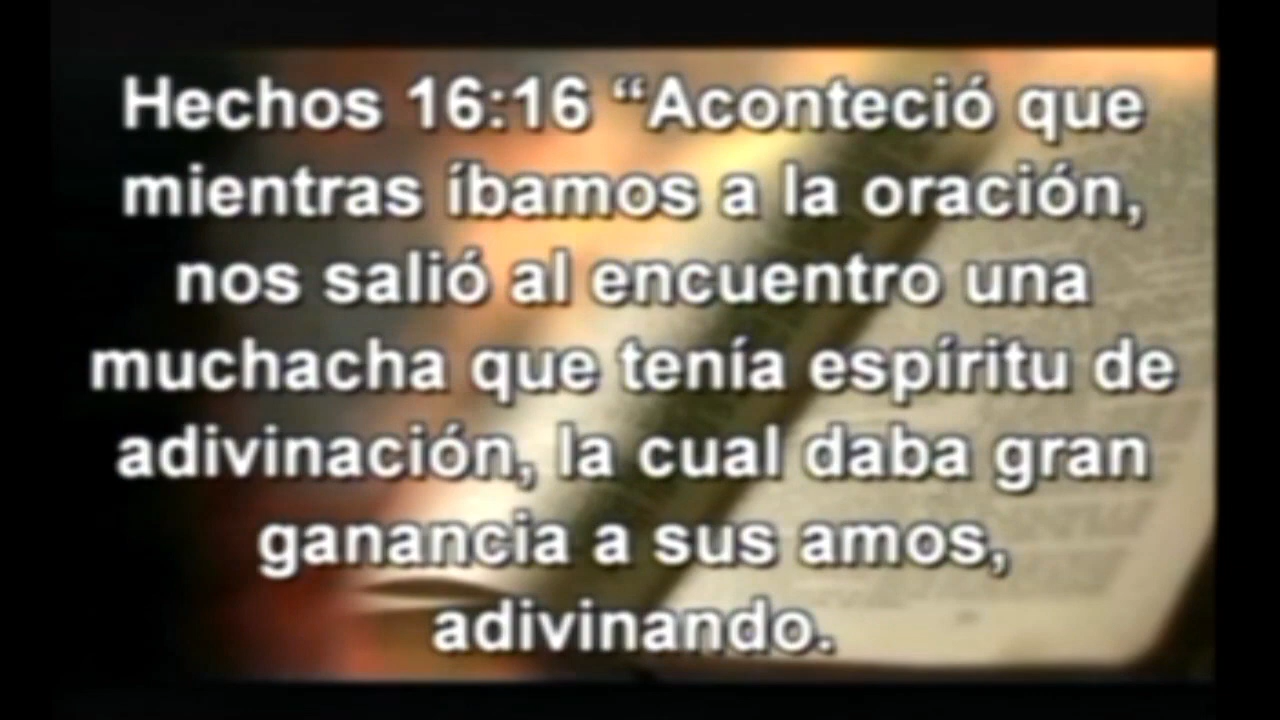 Hechos 16:16 “Aconteció que
mientras íbamos a la oración,
nos salió al encuentro una
muchacha que tenía espíritu de
adivinación, la cual daba gran
ganancia a sus amos,
adivinando.